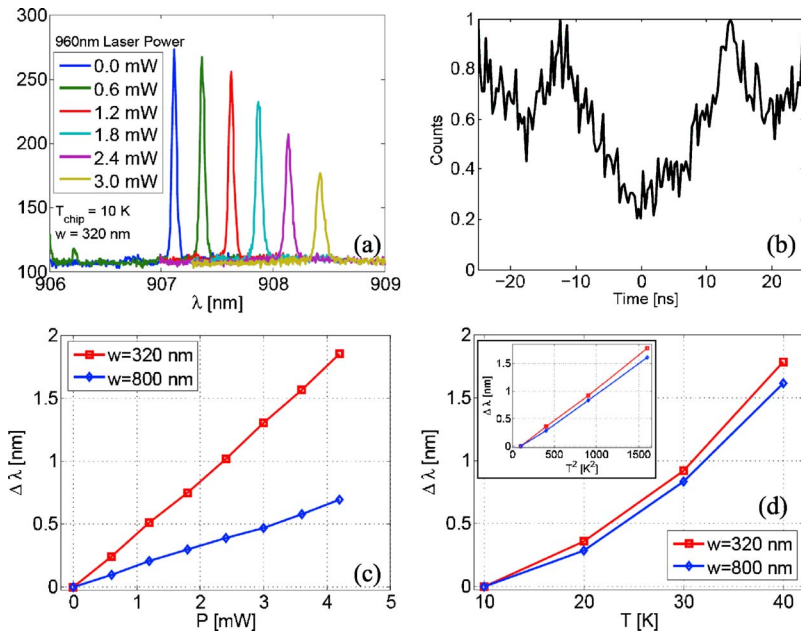 960nm Laser Power
0.0 mW
0.6 mW
1.2 mW
1.8 mW
2.4 mW
3.0 mW
T_chip = 10 K
w = 320 nm
(a)
300
250
200
150
100
906 907 908 909
λ [nm]
(b)
Counts
1
0.8
0.6
0.4
0.2
0
−20 −10 0 10 20
Time [ns]
w=320 nm
w=800 nm
(c)
Δ λ [nm]
2
1.5
1
0.5
0
0 1 2 3 4 5
P [mW]
(d)
Δ λ [nm]
2
1.5
1
0.5
0
10 20 30 40
T [K]
w=320 nm
w=800 nm
Δ λ [nm]
1.5
1
0.5
0
0 500 1000 1500
T² [K²]